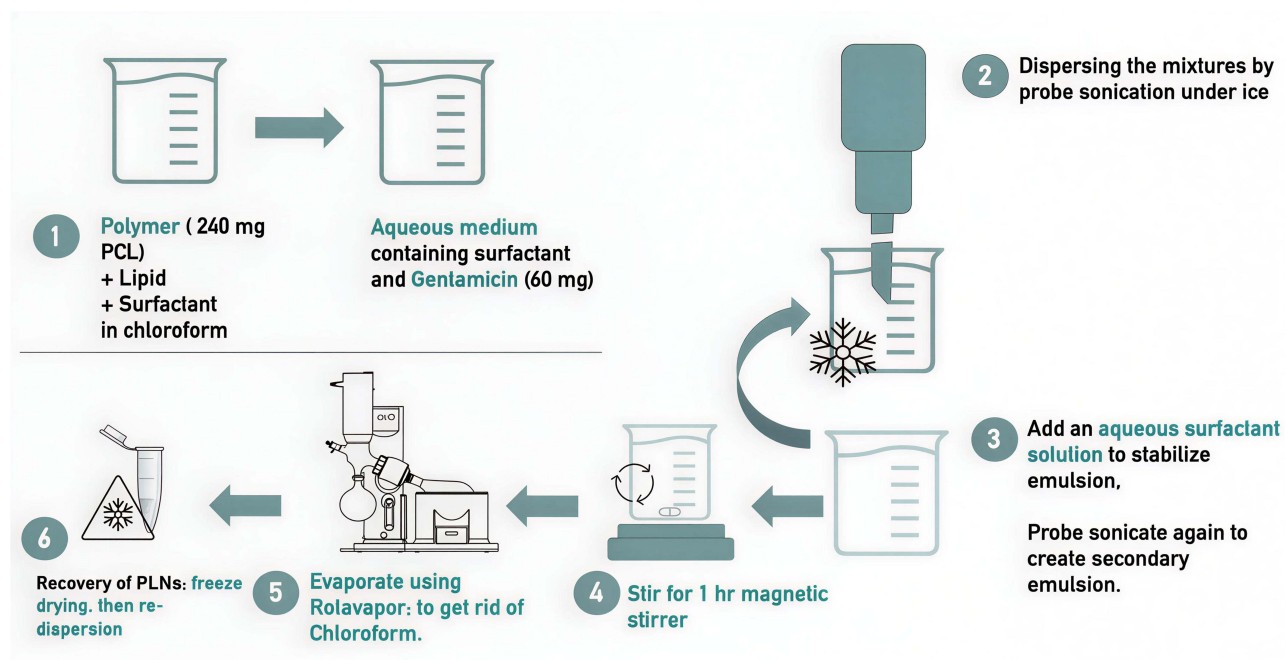 1
Polymer ( 240 mg
PCL)
+ Lipid
+ Surfactant
in chloroform
Aqueous medium
containing surfactant
and Gentamicin (60 mg)
2
Dispersing the mixtures by
probe sonication under ice
3
Add an aqueous surfactant
solution to stabilize
emulsion,
Probe sonicate again to
create secondary
emulsion.
4
Stir for 1 hr magnetic
stirrer
5
Evaporate using
Rolavapor: to get rid of
Chloroform.
6
Recovery of PLNs: freeze
drying. then re-
dispersion